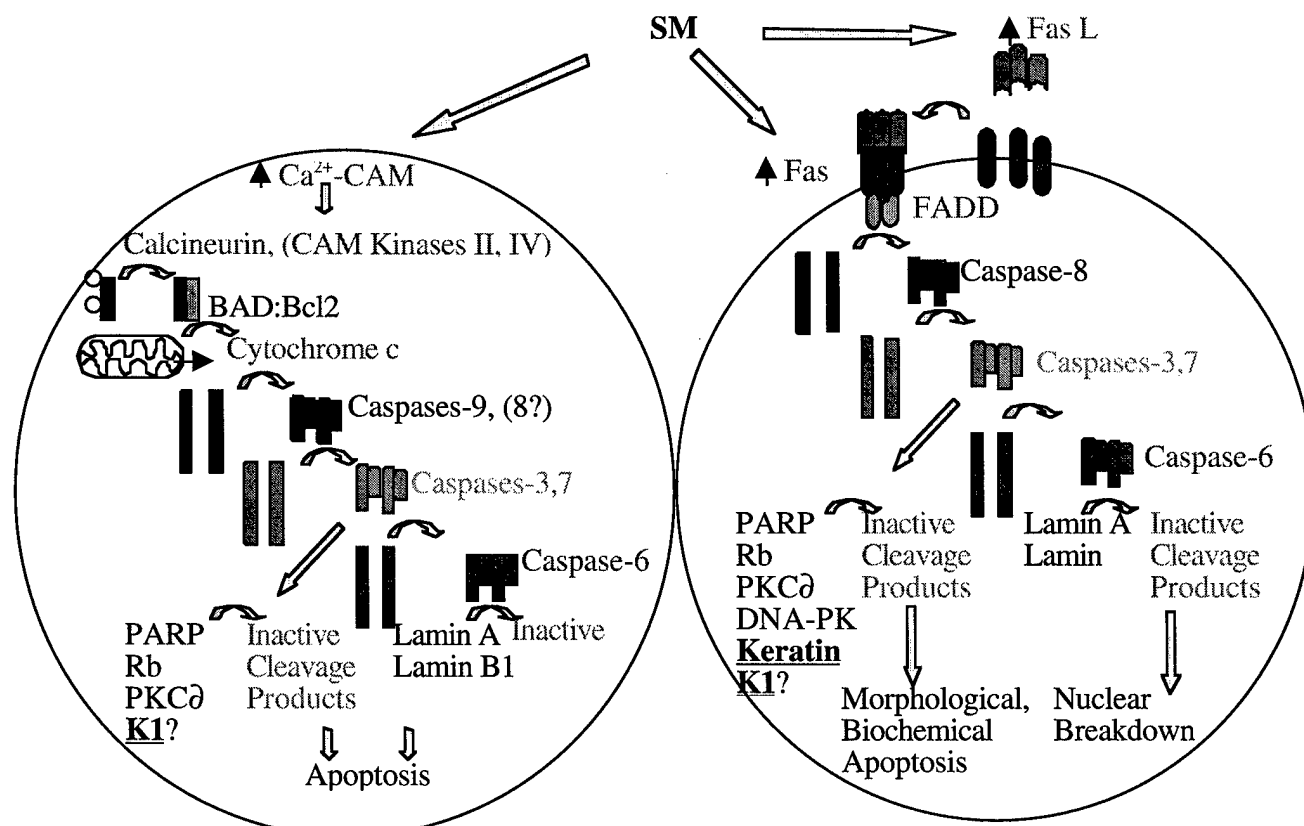 SM
Fas L
Ca²⁺-CAM
Calcineurin, (CAM Kinases II, IV)
BAD:Bcl2
Cytochrome c
Caspases-9, (8?)
Caspases-3,7
Caspase-6
PARP
Rb
PKC∂
K1?
Inactive
Cleavage
Products
Lamin A
Lamin B1
Inactive
Apoptosis
Fas
FADD
Caspase-8
Caspases-3,7
Caspase-6
PARP
Rb
PKC∂
DNA-PK
Keratin
K1?
Inactive
Cleavage
Products
Lamin A
Lamin
Inactive
Cleavage
Products
Morphological,
Biochemical
Apoptosis
Nuclear
Breakdown